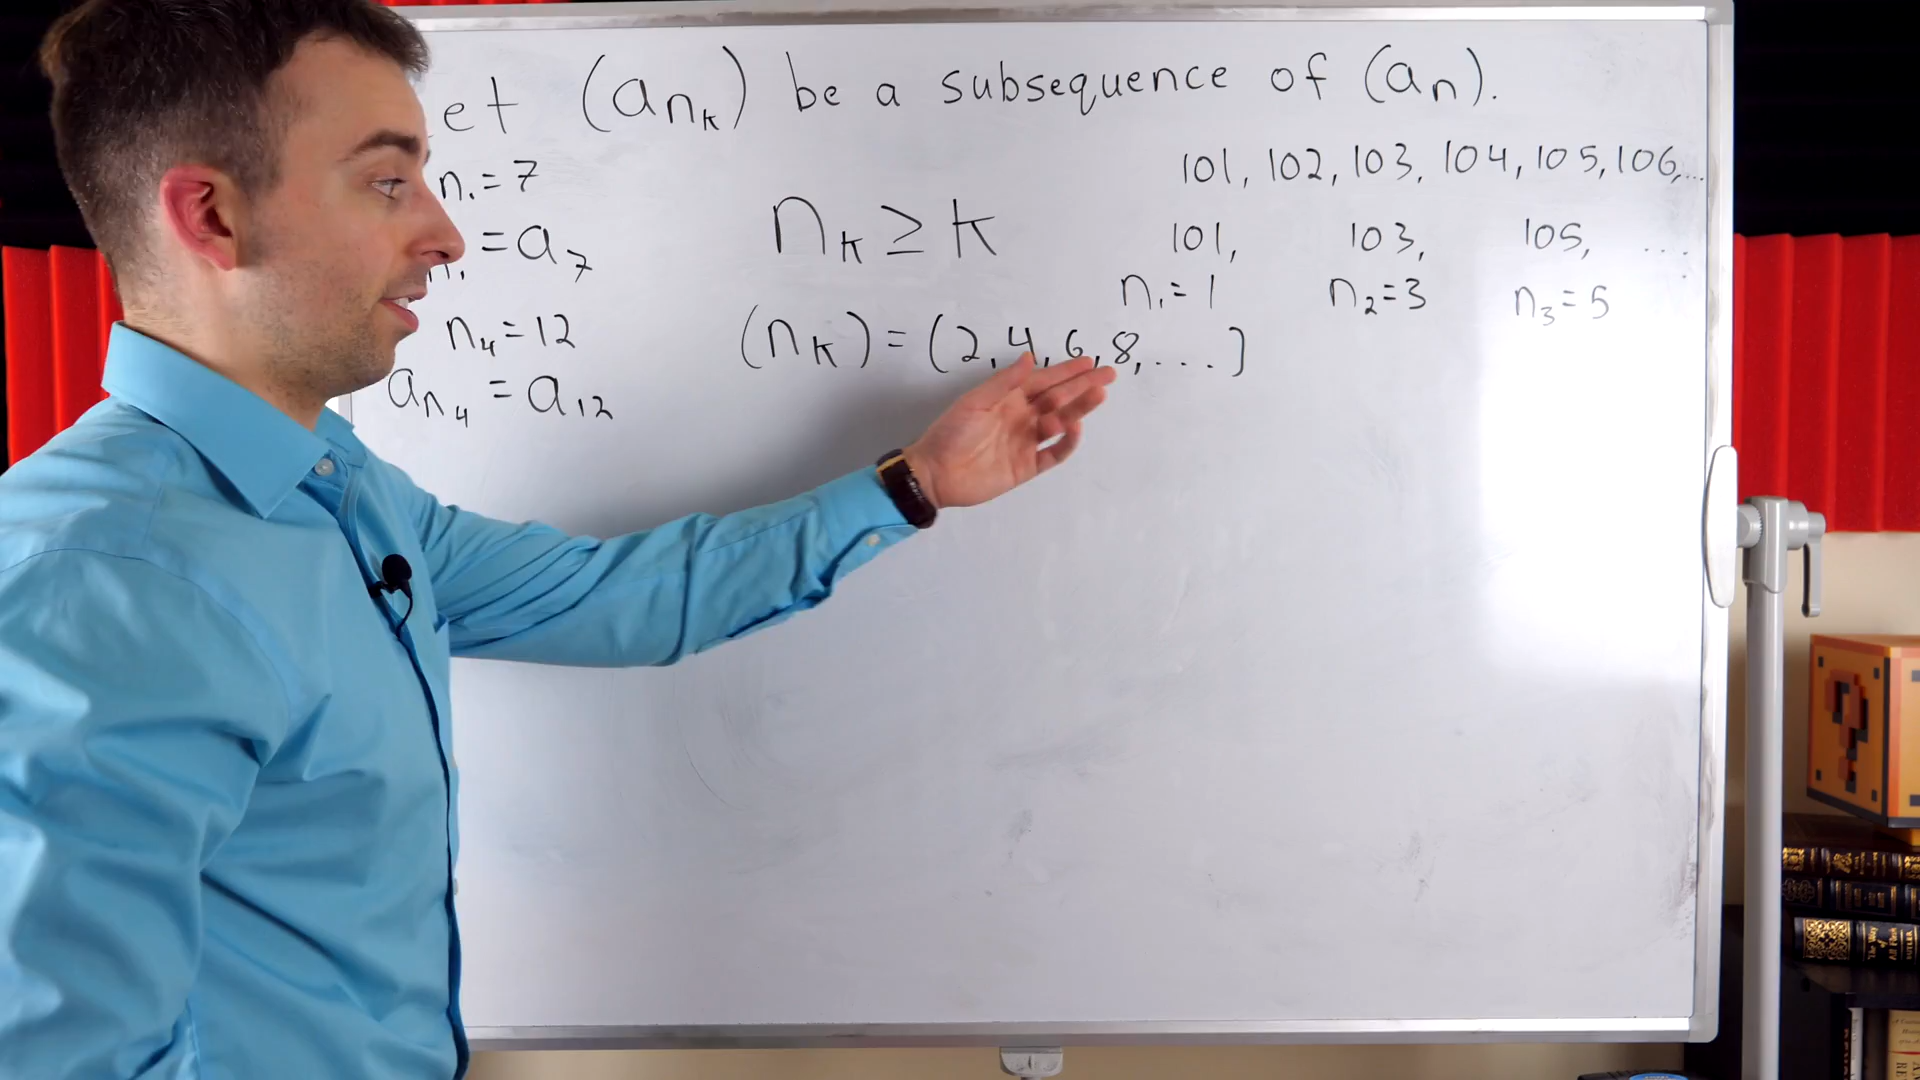 et (aₙₖ) be a subsequence of (aₙ).
n₁ = 7
101, 102, 103, 104, 105, 106, ...
= a₇
nₖ ≥ k
101, 103, 105, ....
n₁ = 1 n₂ = 3 n₃ = 5
n₄ = 12
(nₖ) = (2, 4, 6, 8, ....)
aₙ₄ = a₁₂